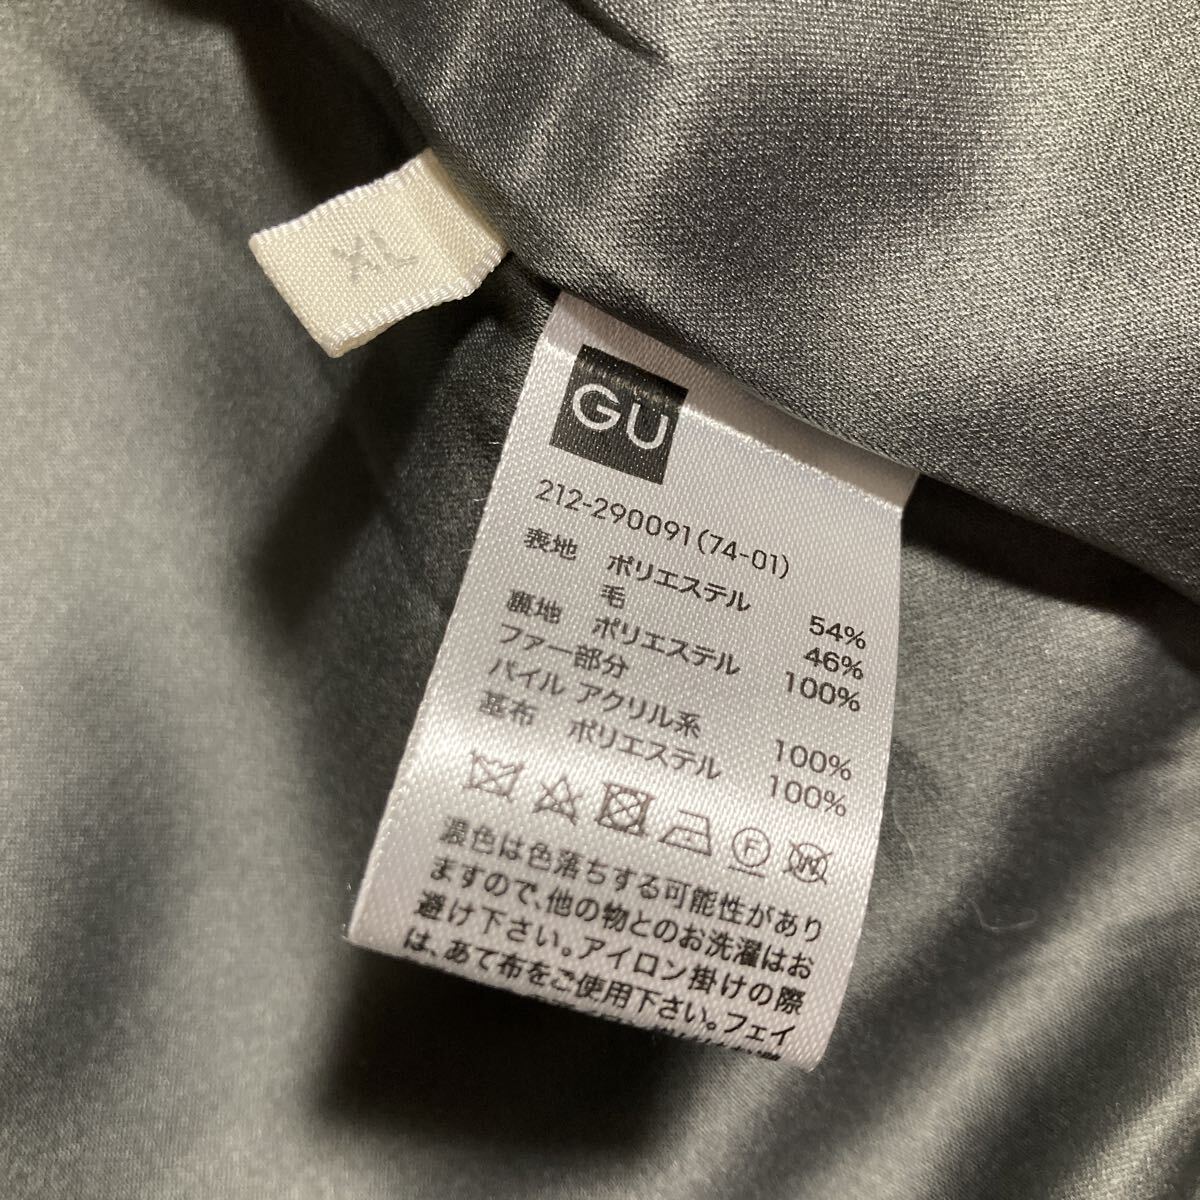 XL
GU
212-290091(74-01)
表地 ポリエステル 54%
毛 46%
裏地 ポリエステル 100%
ファー部分
パイル アクリル系 100%
基布 ポリエステル 100%
F
W
濃色は色落ちする可能性があり
ますので、他の物とのお洗濯はお
避け下さい。アイロン掛けの際
は、あて布をご使用下さい。フェイ